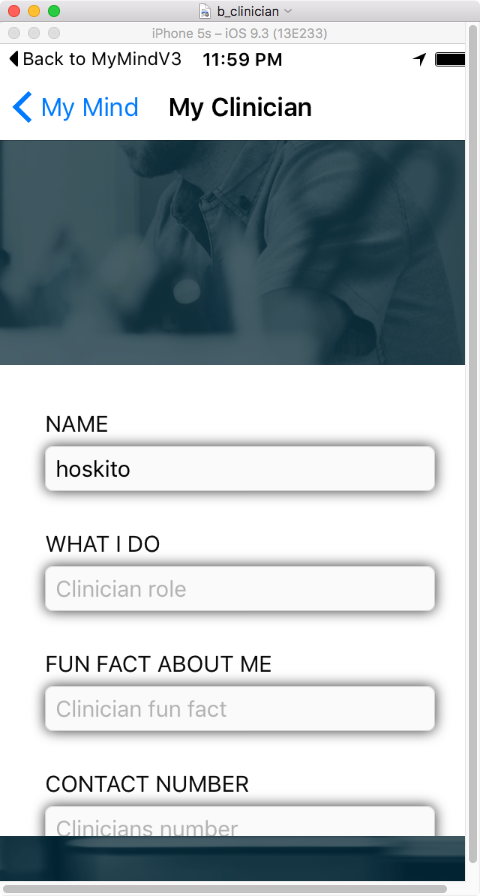 b_clinician
iPhone 5s – iOS 9.3 (13E233)
Back to MyMindV3 11:59 PM
My Mind My Clinician
NAME
hoskito
WHAT I DO
Clinician role
FUN FACT ABOUT ME
Clinician fun fact
CONTACT NUMBER
Clinicians number